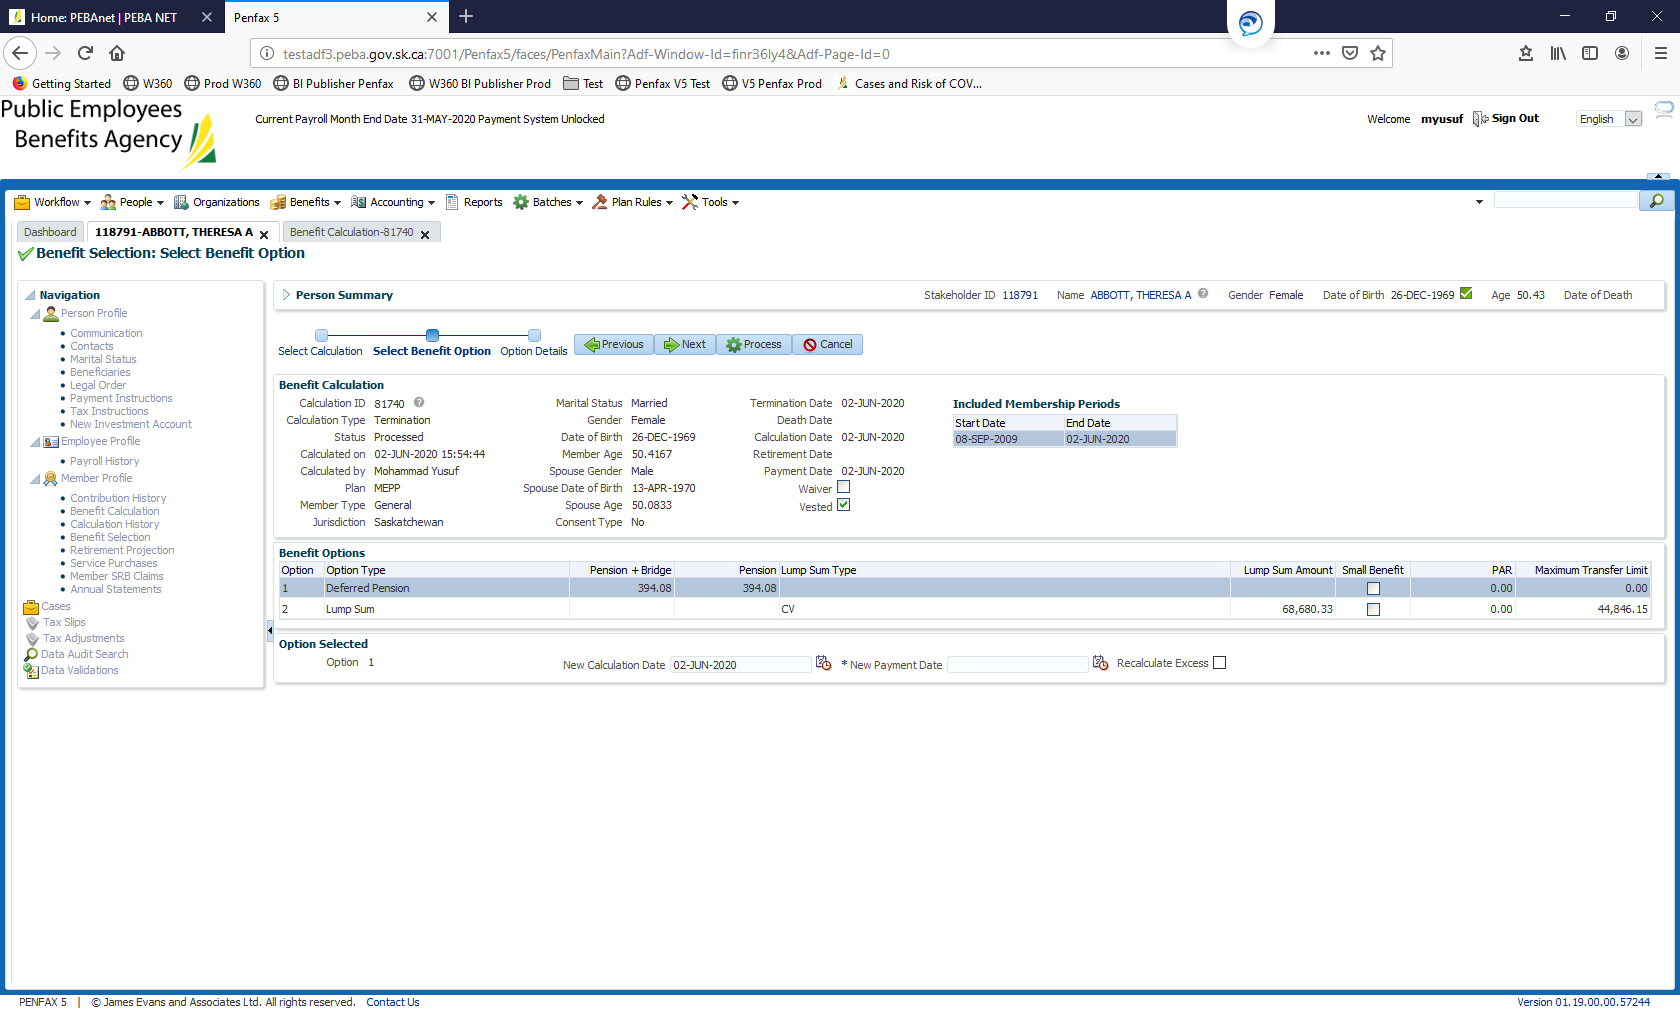 Home: PEBAnet | PEBA NET
Penfax 5
testadf3.peba.gov.sk.ca:7001/Penfax5/faces/PenfaxMain?Adf-Window-Id=finr36ly4&Adf-Page-Id=0
Getting Started W360 Prod W360 BI Publisher Penfax W360 BI Publisher Prod Test Penfax V5 Test V5 Penfax Prod Cases and Risk of COV...
Public Employees
Benefits Agency
Current Payroll Month End Date 31-MAY-2020 Payment System Unlocked
Welcome myusuf Sign Out English
Workflow People Organizations Benefits Accounting Reports Batches Plan Rules Tools
Dashboard 118791-ABBOTT, THERESA A Benefit Calculation-81740
Benefit Selection: Select Benefit Option
Navigation
Person Profile
Communication
Contacts
Marital Status
Beneficiaries
Legal Order
Payment Instructions
Tax Instructions
New Investment Account
Employee Profile
Payroll History
Member Profile
Contribution History
Benefit Calculation
Calculation History
Benefit Selection
Retirement Projection
Service Purchases
Member SRB Claims
Annual Statements
Cases
Tax Slips
Tax Adjustments
Data Audit Search
Data Validations
Person Summary
Stakeholder ID 118791 Name ABBOTT, THERESA A Gender Female Date of Birth 26-DEC-1969 Age 50.43 Date of Death
Select Calculation Select Benefit Option Option Details Previous Next Process Cancel
Benefit Calculation
Calculation ID 81740
Calculation Type Termination
Status Processed
Calculated on 02-JUN-2020 15:54:44
Calculated by Mohammad Yusuf
Plan MEPP
Member Type General
Jurisdiction Saskatchewan
Marital Status Married
Gender Female
Date of Birth 26-DEC-1969
Member Age 50.4167
Spouse Gender Male
Spouse Date of Birth 13-APR-1970
Spouse Age 50.0833
Consent Type No
Termination Date 02-JUN-2020
Death Date
Calculation Date 02-JUN-2020
Retirement Date
Payment Date 02-JUN-2020
Waiver
Vested
Included Membership Periods
Start Date End Date
08-SEP-2009 02-JUN-2020
Benefit Options
Option Option Type Pension + Bridge Pension Lump Sum Type Lump Sum Amount Small Benefit PAR Maximum Transfer Limit
1 Deferred Pension 394.08 394.08 0.00 0.00
2 Lump Sum CV 68,680.33 0.00 44,846.15
Option Selected
Option 1 New Calculation Date 02-JUN-2020 * New Payment Date Recalculate Excess
PENFAX 5 | © James Evans and Associates Ltd. All rights reserved. Contact Us
Version 01.19.00.00.57244